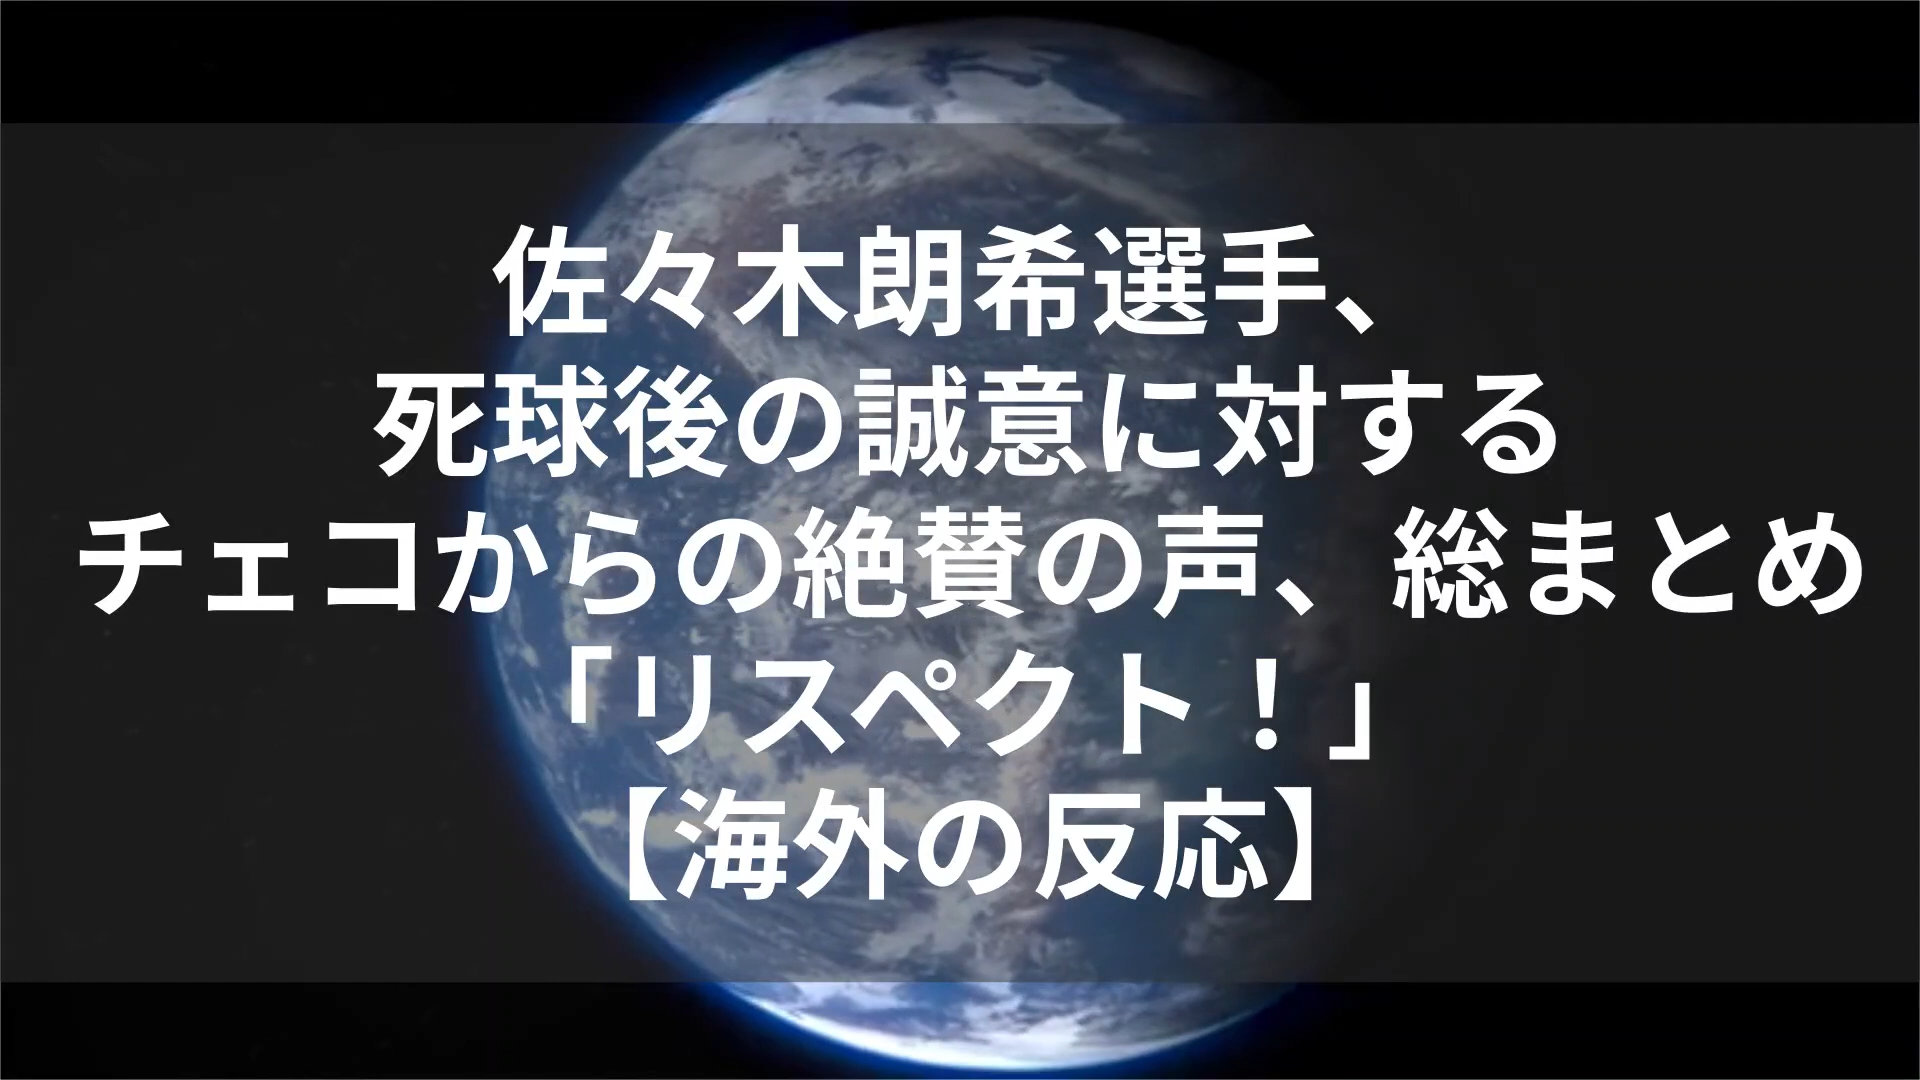 佐々木朗希選手、
死球後の誠意に対する
チェコからの絶賛の声、総まとめ
「リスペクト！」
【海外の反応】